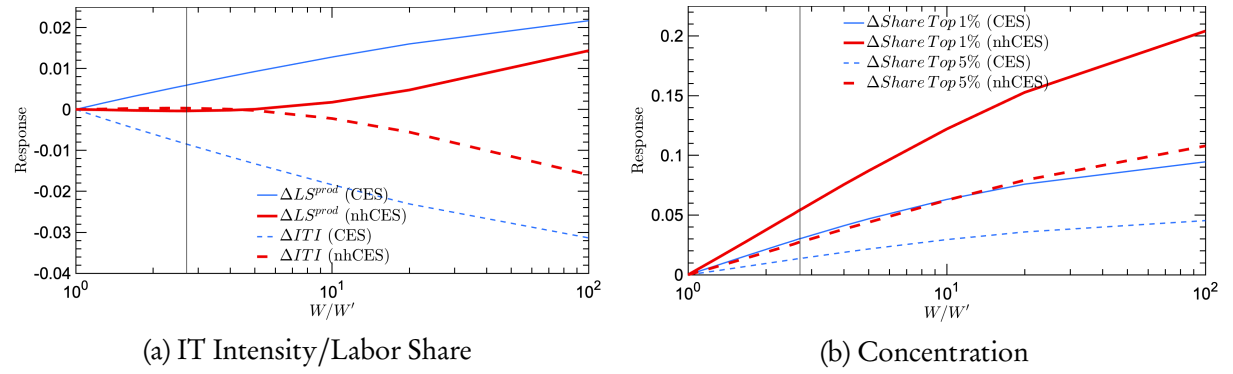 0.02
0.01
0
-0.01
-0.02
-0.03
-0.04
Response
ΔLS^{prod} (CES)
ΔLS^{prod} (nhCES)
ΔITI (CES)
ΔITI (nhCES)
10^0
10^1
10^2
W/W′
(a) IT Intensity/Labor Share
0.2
0.15
0.1
0.05
0
Response
ΔShare Top 1% (CES)
ΔShare Top 1% (nhCES)
ΔShare Top 5% (CES)
ΔShare Top 5% (nhCES)
10^0
10^1
10^2
W/W′
(b) Concentration